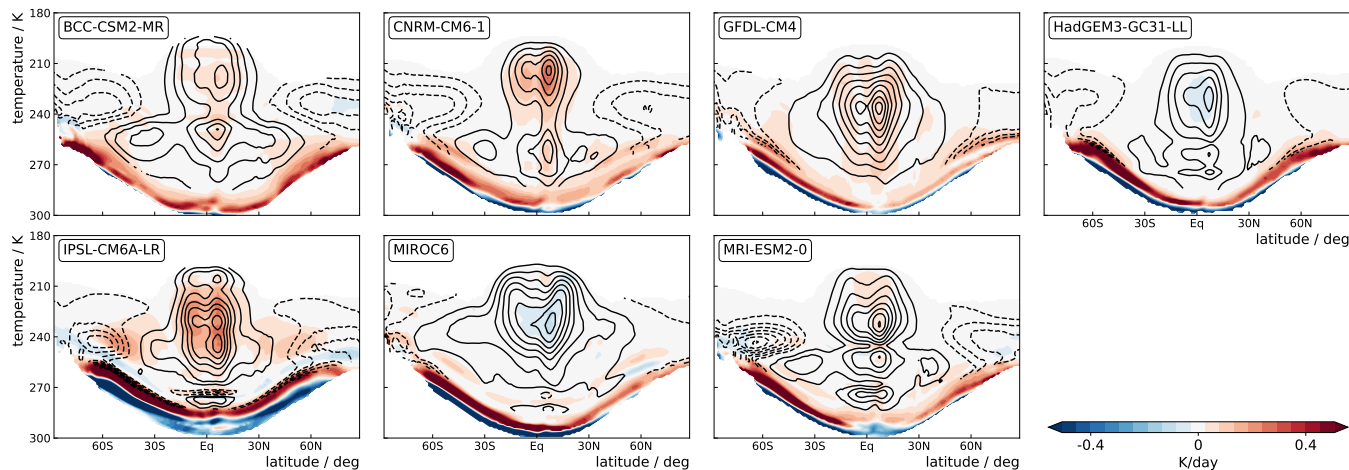 180
BCC-CSM2-MR
CNRM-CM6-1
GFDL-CM4
HadGEM3-GC31-LL
temperature / K
210
240
270
300
60S 30S Eq 30N 60N
latitude / deg
180
IPSL-CM6A-LR
MIROC6
MRI-ESM2-0
temperature / K
210
240
270
300
60S 30S Eq 30N 60N
60S 30S Eq 30N 60N
60S 30S Eq 30N 60N
latitude / deg
latitude / deg
latitude / deg
-0.4 0 0.4
K/day